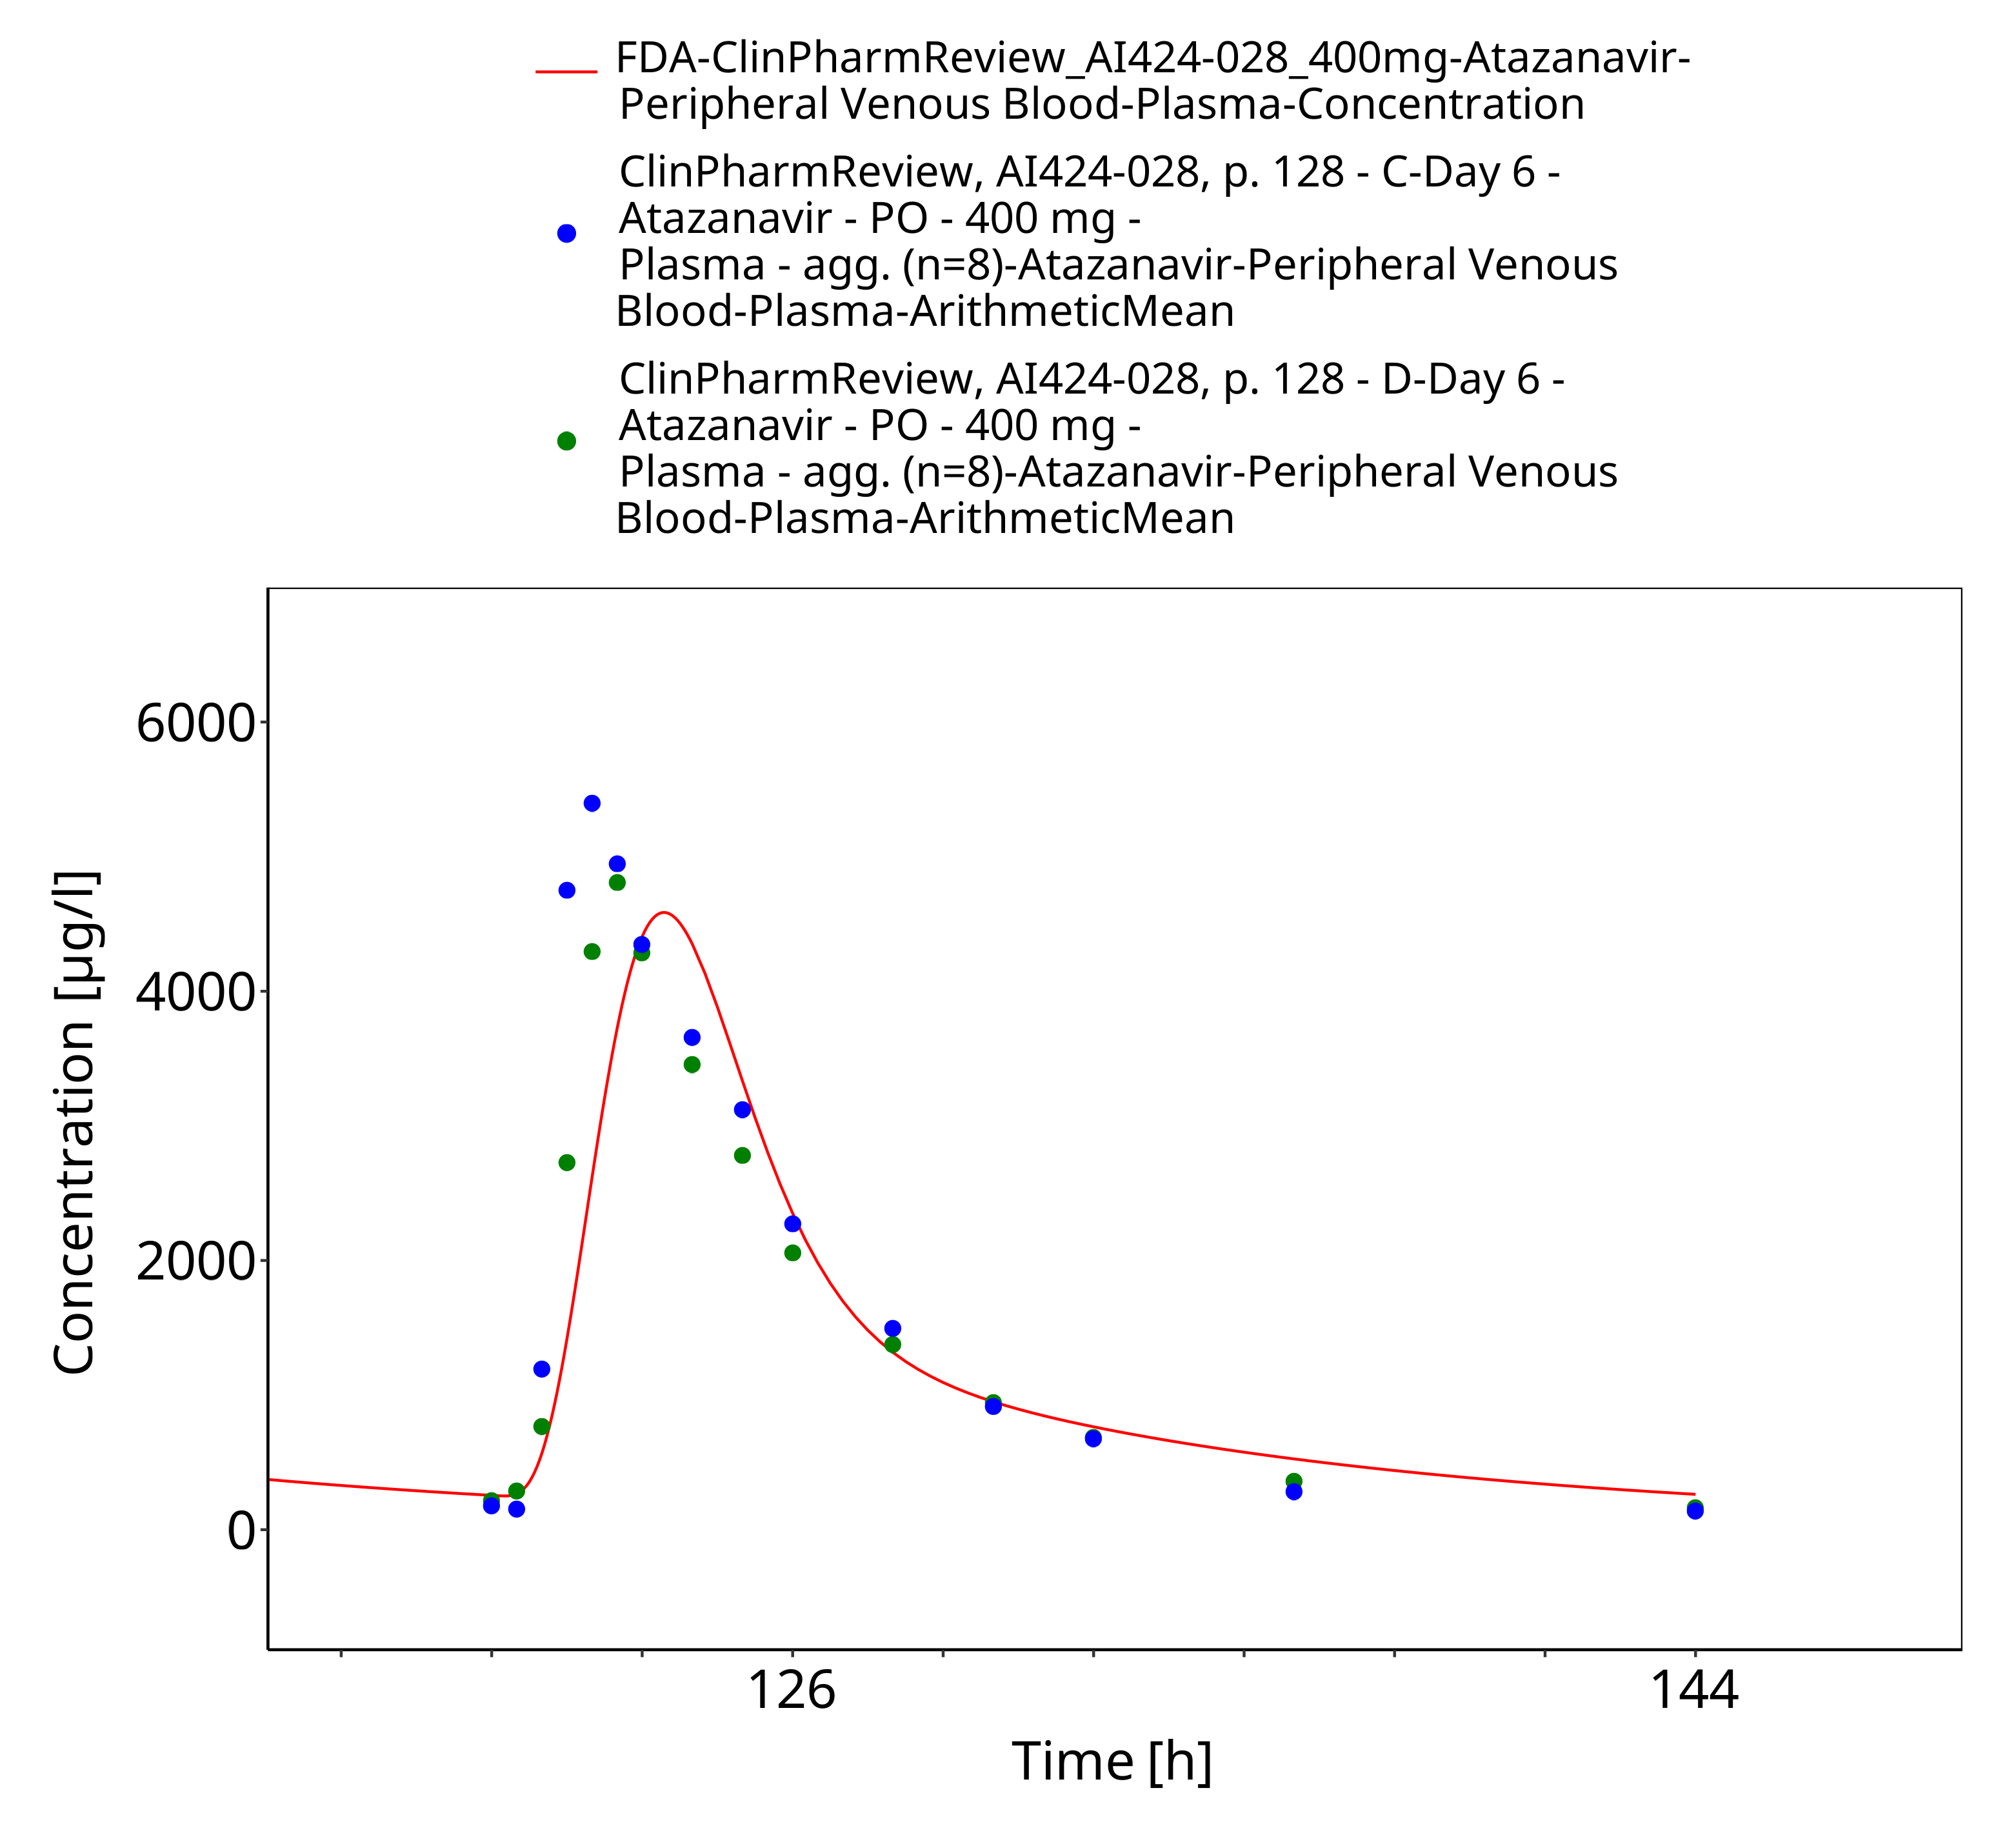 FDA-ClinPharmReview_AI424-028_400mg-Atazanavir-
Peripheral Venous Blood-Plasma-Concentration
ClinPharmReview, AI424-028, p. 128 - C-Day 6 -
Atazanavir - PO - 400 mg -
Plasma - agg. (n=8)-Atazanavir-Peripheral Venous
Blood-Plasma-ArithmeticMean
ClinPharmReview, AI424-028, p. 128 - D-Day 6 -
Atazanavir - PO - 400 mg -
Plasma - agg. (n=8)-Atazanavir-Peripheral Venous
Blood-Plasma-ArithmeticMean
Concentration [µg/l]
6000
4000
2000
0
126
144
Time [h]